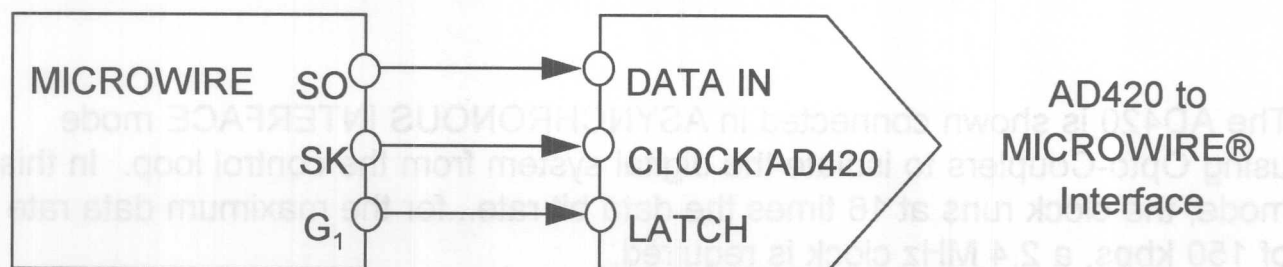 MICROWIRE
SO
SK
G₁
DATA IN
CLOCK AD420
LATCH
AD420 to
MICROWIRE®
Interface